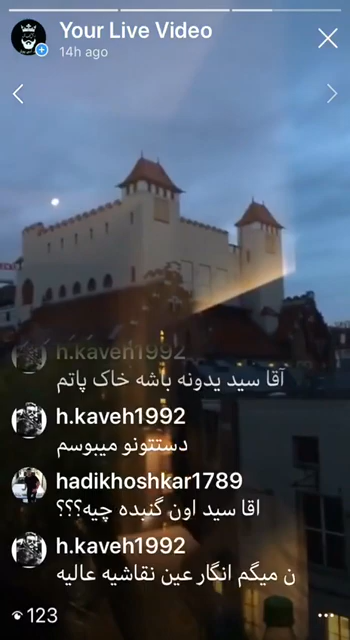 Your Live Video
14h ago
h.kaveh1992
آقا سید یدونه باشه خاک پاتم
h.kaveh1992
دستتونو میبوسم
hadikhoshkar1789
اقا سید اون گنبده چیه؟؟؟
h.kaveh1992
ن میگم انگار عین نقاشیه عالیه
123